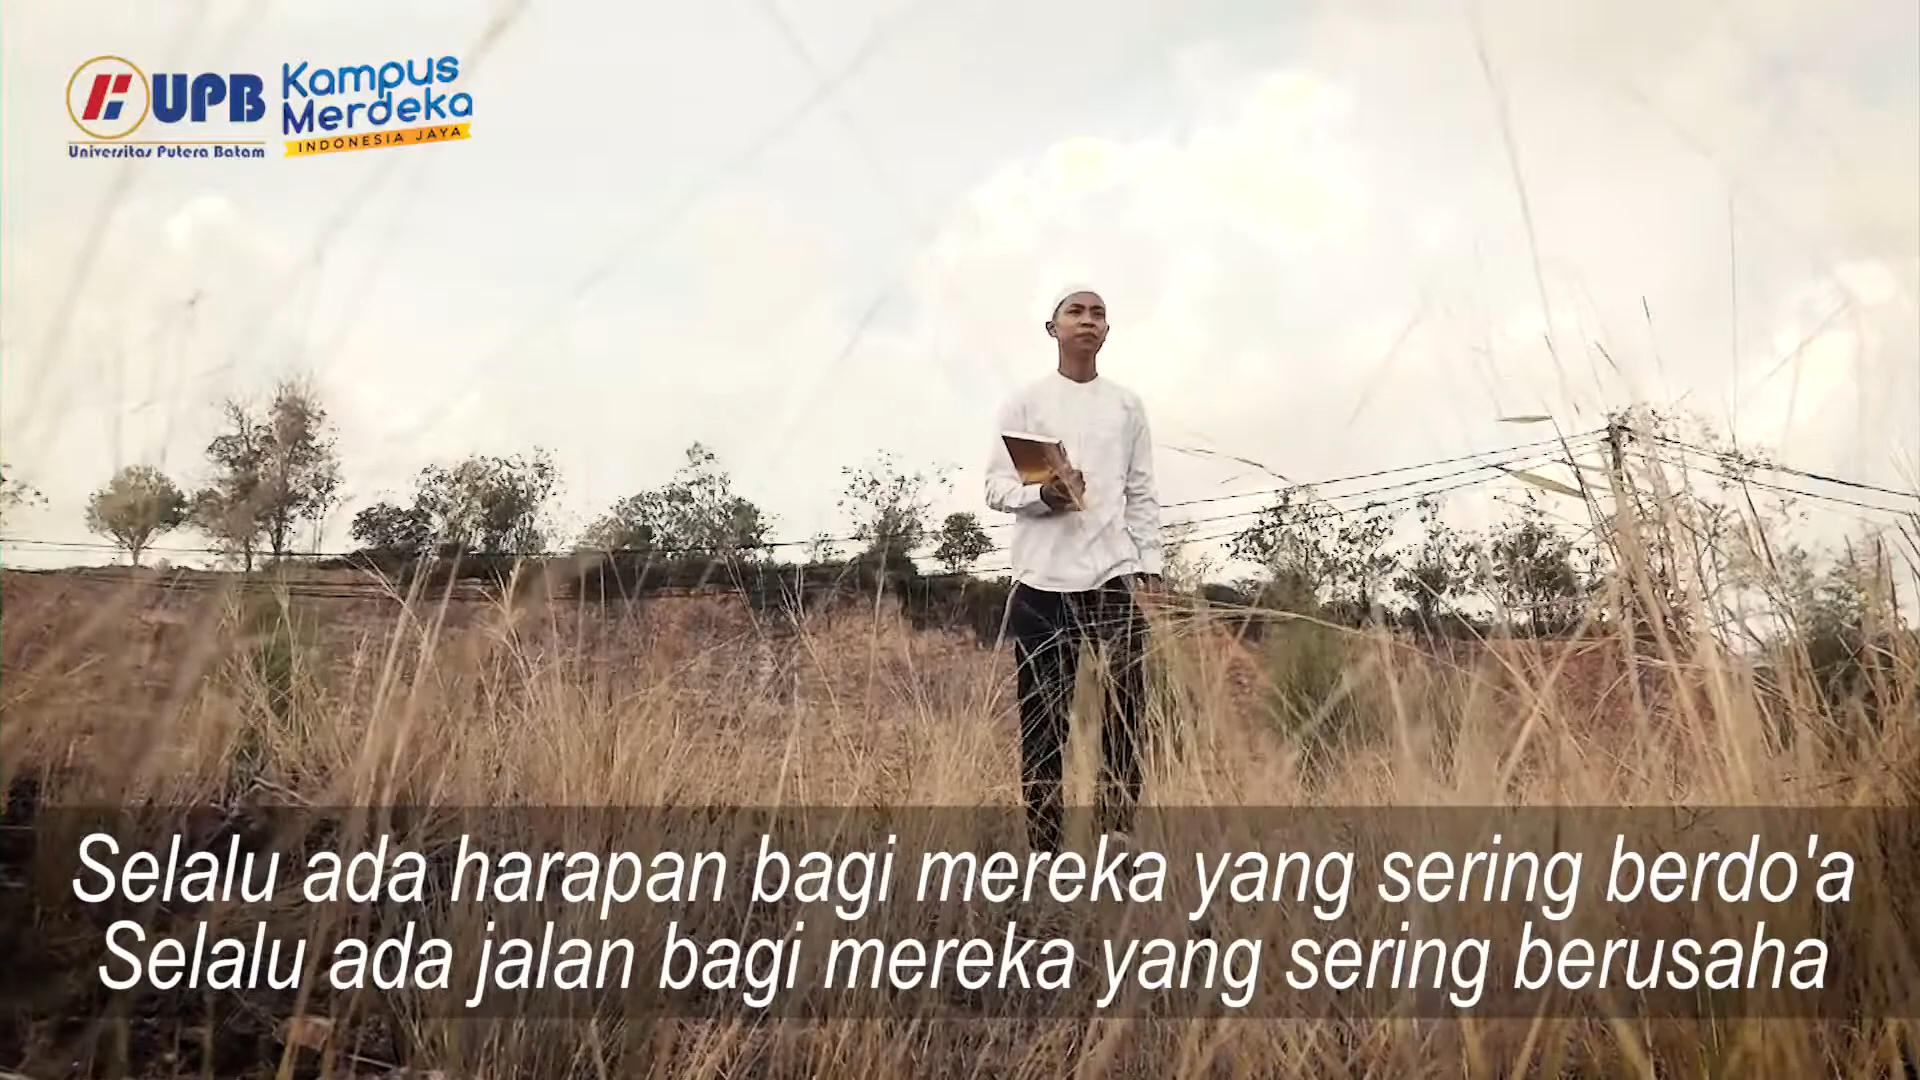 UPB
Universitas Putera Batam
Kampus
Merdeka
INDONESIA JAYA
Selalu ada harapan bagi mereka yang sering berdo'a
Selalu ada jalan bagi mereka yang sering berusaha